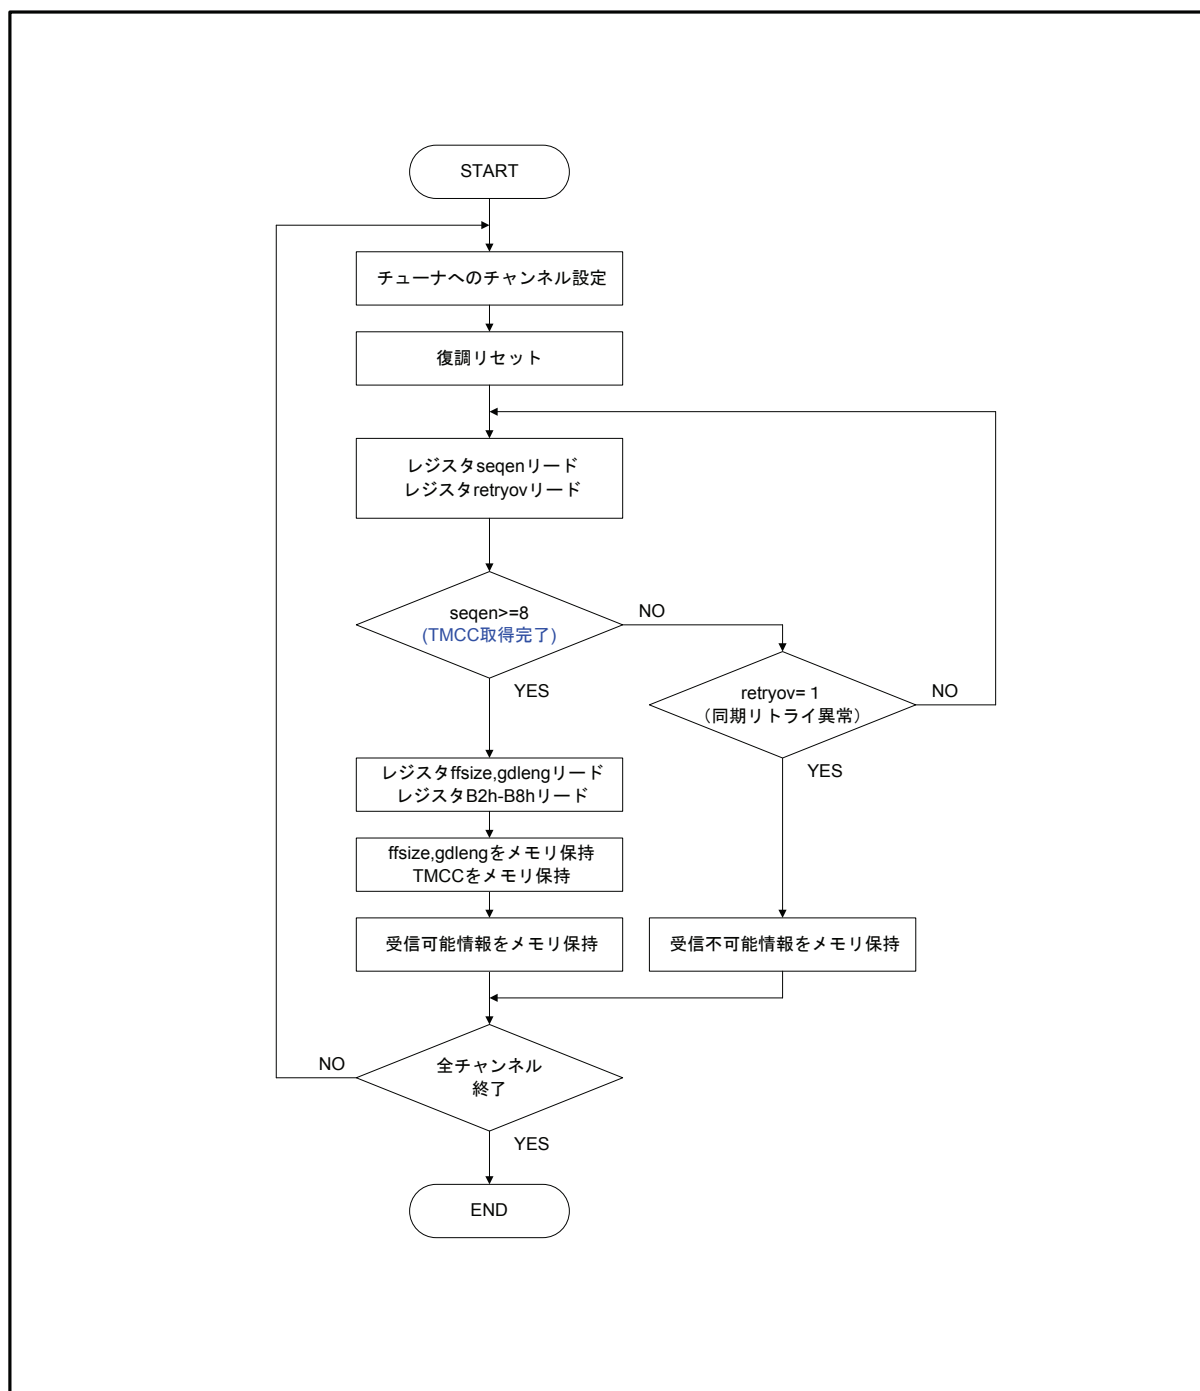 START
チューナへのチャンネル設定
復調リセット
レジスタseqenリード
レジスタretryovリード
seqen>=8
(TMCC取得完了)
NO
YES
retryov= 1
（同期リトライ異常）
NO
YES
レジスタffsize,gdlengリード
レジスタB2h-B8hリード
ffsize,gdlengをメモリ保持
TMCCをメモリ保持
受信可能情報をメモリ保持
受信不可能情報をメモリ保持
全チャンネル
終了
NO
YES
END